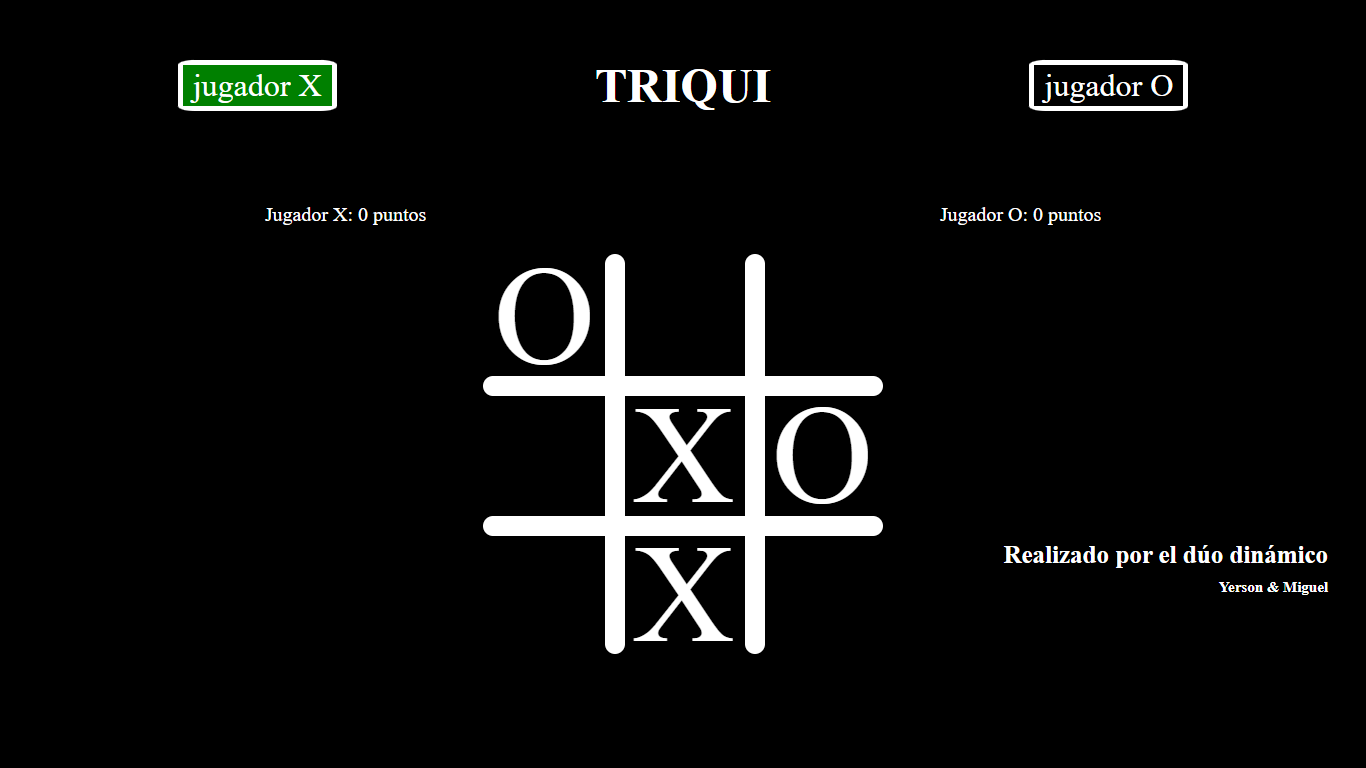 jugador X
TRIQUI
jugador O
Jugador X: 0 puntos
Jugador O: 0 puntos
O
X O
X
Realizado por el dúo dinámico
Yerson & Miguel